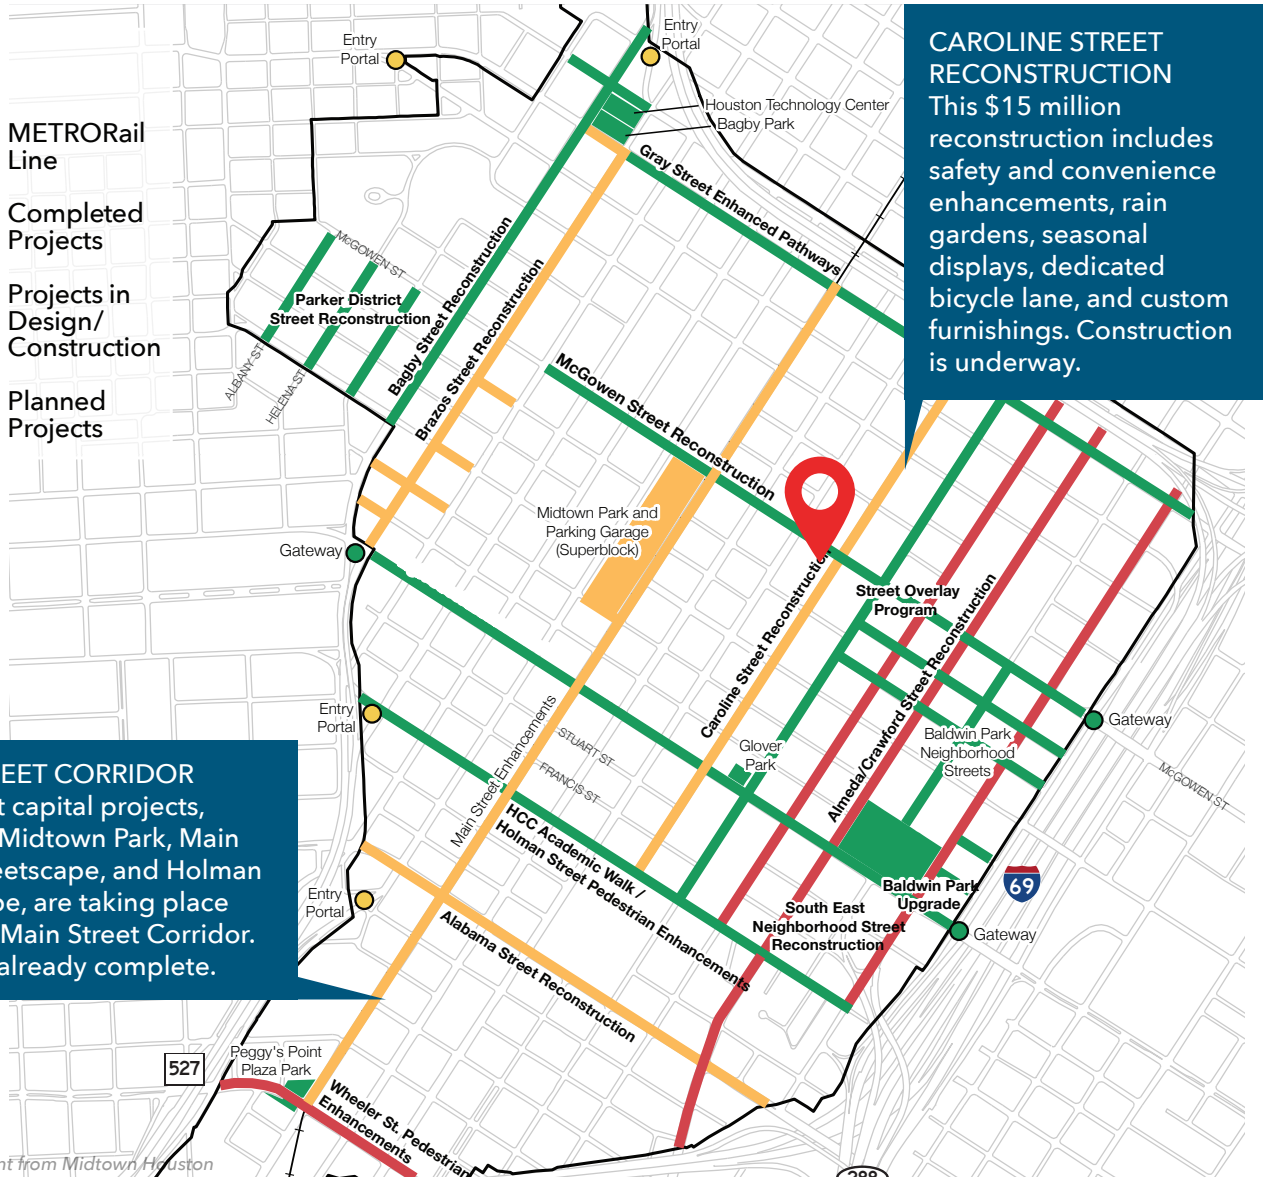 Entry
Portal
Entry
Portal
CAROLINE STREET
RECONSTRUCTION
This $15 million
reconstruction includes
safety and convenience
enhancements, rain
gardens, seasonal
displays, dedicated
bicycle lane, and custom
furnishings. Construction
is underway.
METRORail
Line
Completed
Projects
Projects in
Design/
Construction
Planned
Projects
Houston Technology Center
Bagby Park
Gray Street Enhanced Pathways
McGOWEN ST
Parker District
Street Reconstruction
ALBANY ST
HELENA ST
Bagby Street Reconstruction
Brazos Street Reconstruction
McGowen Street Reconstruction
Midtown Park and
Parking Garage
(Superblock)
Gateway
Street Overlay
Program
Caroline Street Reconstruction
Almeda/Crawford Street Reconstruction
Entry
Portal
Main Street Enhancements
STUART ST
FRANCIS ST
Glover
Park
Baldwin Park
Neighborhood
Streets
Gateway
McGOWEN ST
EET CORRIDOR
t capital projects,
Midtown Park, Main
eetscape, and Holman
pe, are taking place
Main Street Corridor.
already complete.
HCC Academic Walk /
Holman Street Pedestrian Enhancements
Entry
Portal
Baldwin Park
Upgrade
69
South East
Neighborhood Street
Reconstruction
Gateway
Alabama Street Reconstruction
527
Peggy's Point
Plaza Park
Wheeler St. Pedestrian
Enhancements
nt from Midtown Houston
288